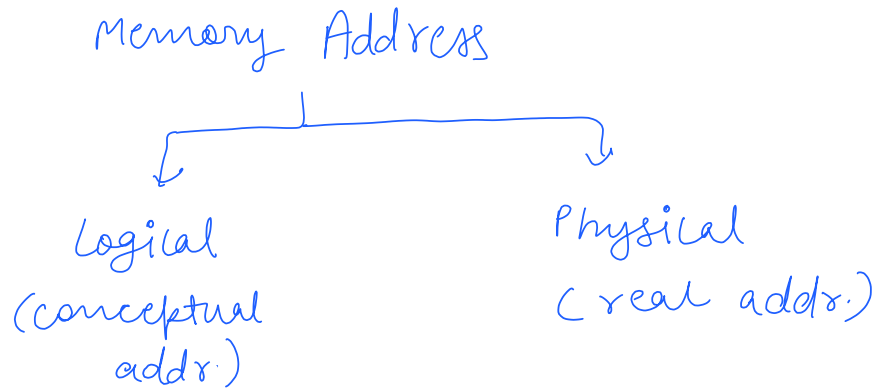 Memory Address
Logical
(conceptual
addr.)
Physical
(real addr.)